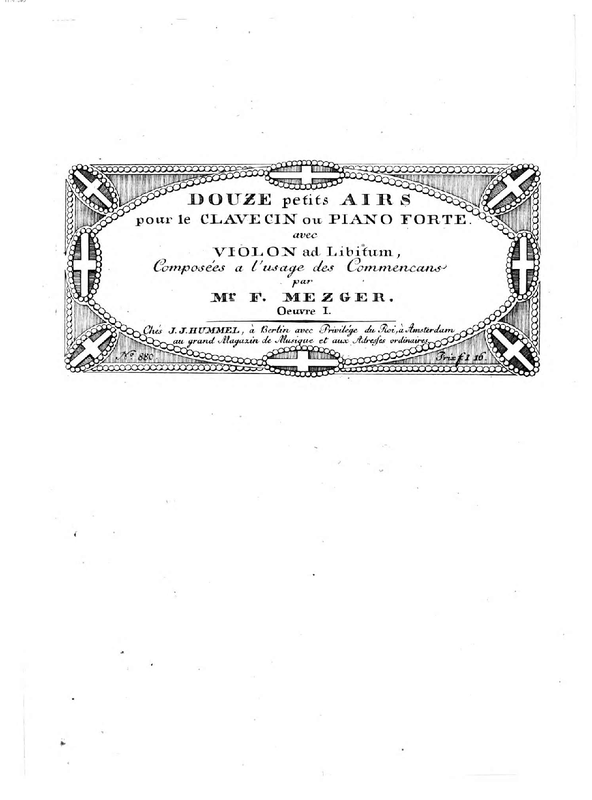 DOUZE petits AIRS
pour le CLAVECIN ou PIANO FORTE.
avec
VIOLON ad Libitum,
Composées a l'usage des Commencans
par
Mr F. MEZGER.
Oeuvre I.
Chés J.J.HUMMEL, à Berlin avec Privilége du Roi, à Amsterdam
au grand Magazin de Musique et aux Adresses ordinaires.
No. 880
Prix f 1 16.